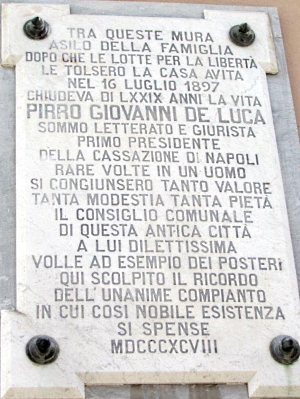 TRA QUESTE MURA
ASILO DELLA FAMIGLIA
DOPO CHE LE LOTTE PER LA LIBERTÀ
LE TOLSERO LA CASA AVITA
NEL 16 LUGLIO 1897
CHIUDEVA DI LXXIX ANNI LA VITA
PIRRO GIOVANNI DE LUCA
SOMMO LETTERATO E GIURISTA
PRIMO PRESIDENTE
DELLA CASSAZIONE DI NAPOLI
RARE VOLTE IN UN UOMO
SI CONGIUNSERO TANTO VALORE
TANTA MODESTIA TANTA PIETÀ
IL CONSIGLIO COMUNALE
DI QUESTA ANTICA CITTÀ
A LUI DILETTISSIMA
VOLLE AD ESEMPIO DEI POSTERI
QUI SCOLPITO IL RICORDO
DELL'UNANIME COMPIANTO
IN CUI COSÌ NOBILE ESISTENZA
SI SPENSE
MDCCCXCVIII